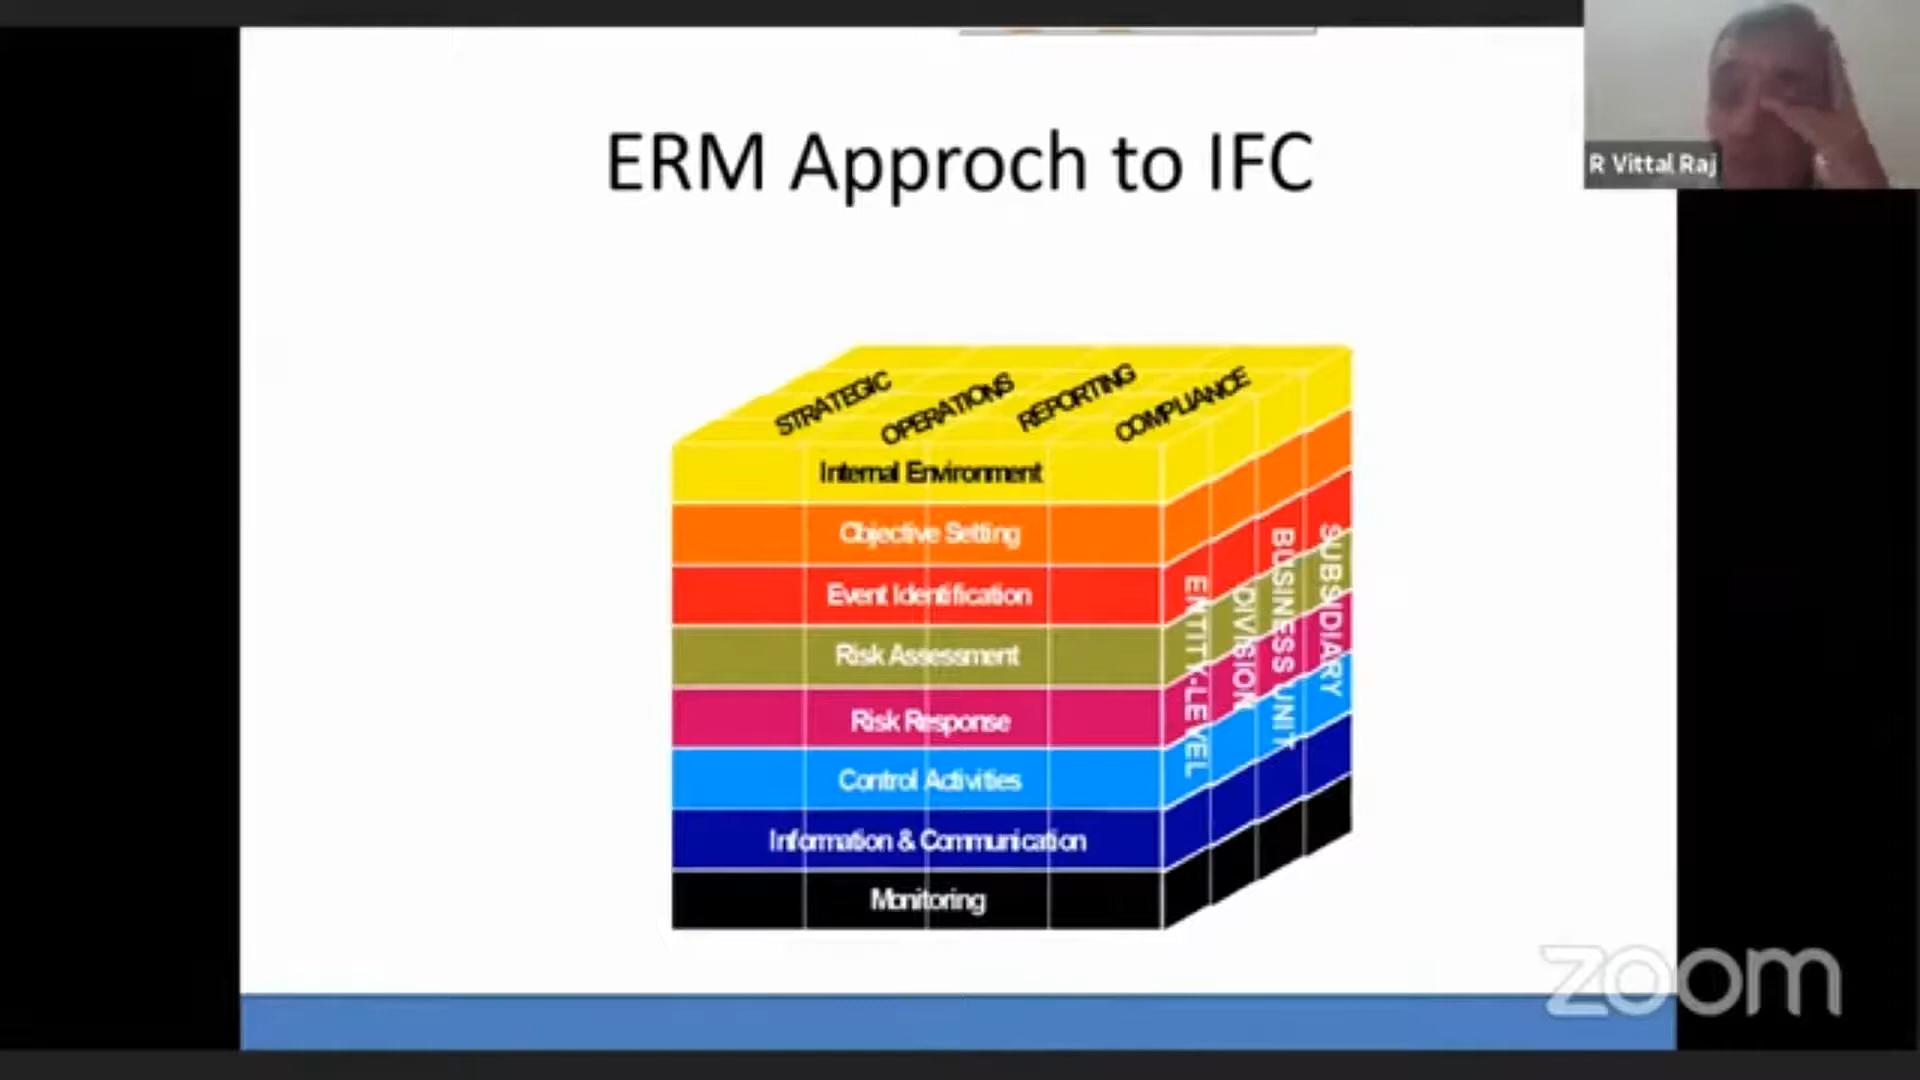 ERM Approch to IFC
R Vittal Raj
STRATEGIC
OPERATIONS
REPORTING
COMPLIANCE
Internal Environment
Objective Setting
Event Identification
Risk Assessment
Risk Response
Control Activities
Information & Communication
Monitoring
ENTITY-LEVEL
DIVISION
BUSINESS UNIT
SUBSIDIARY
zoom